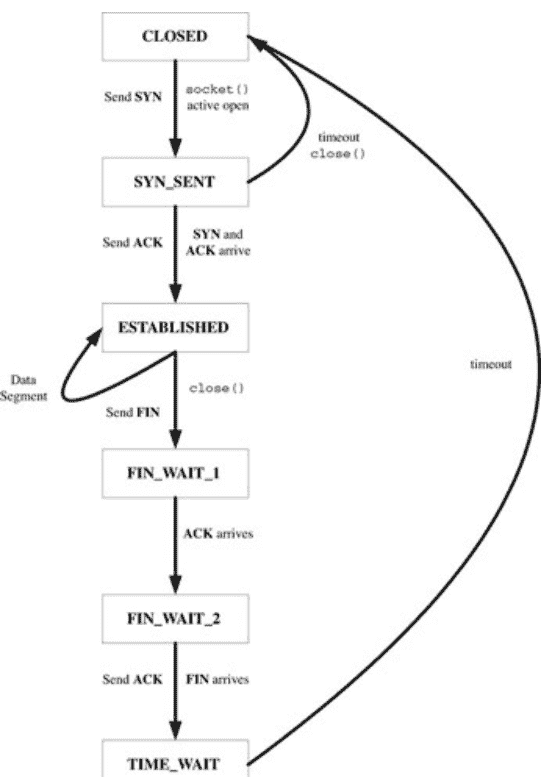 CLOSED
Send SYN
socket()
active open
timeout
close()
SYN_SENT
Send ACK
SYN and
ACK arrive
ESTABLISHED
timeout
Data
Segment
close()
Send FIN
FIN_WAIT_1
ACK arrives
FIN_WAIT_2
Send ACK
FIN arrives
TIME_WAIT